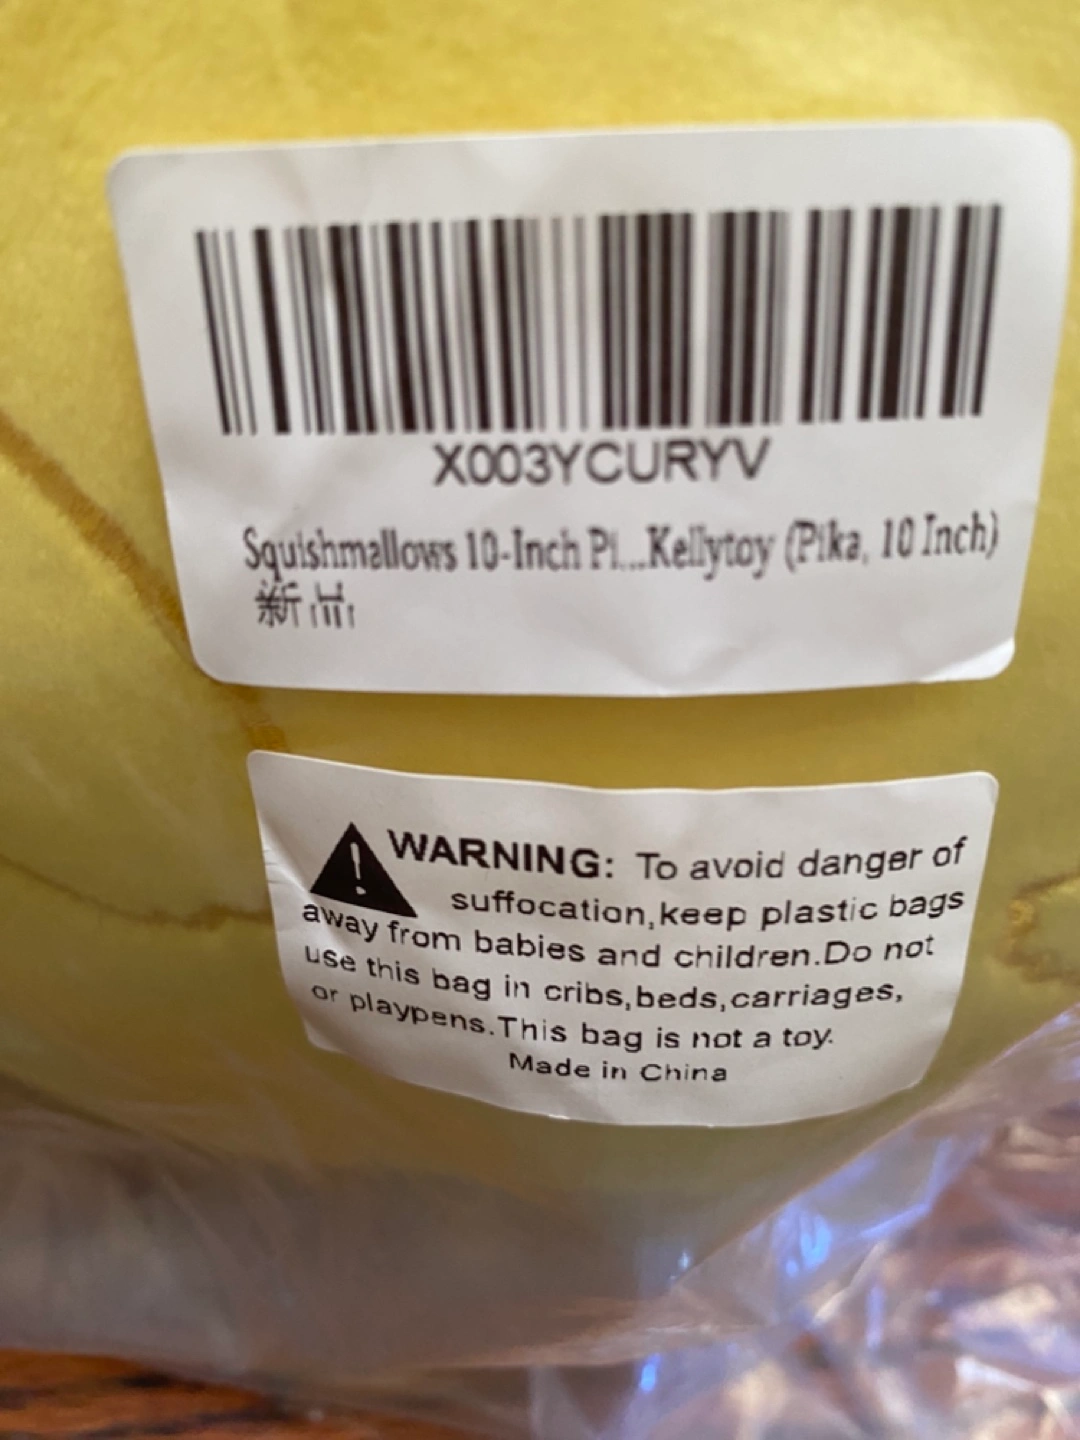 X003YCURYV
Squishmallows 10-Inch Pi...Kellytoy (Pika, 10 Inch)
新品
WARNING: To avoid danger of
suffocation,keep plastic bags
away from babies and children.Do not
use this bag in cribs,beds,carriages,
or playpens.This bag is not a toy.
Made in China